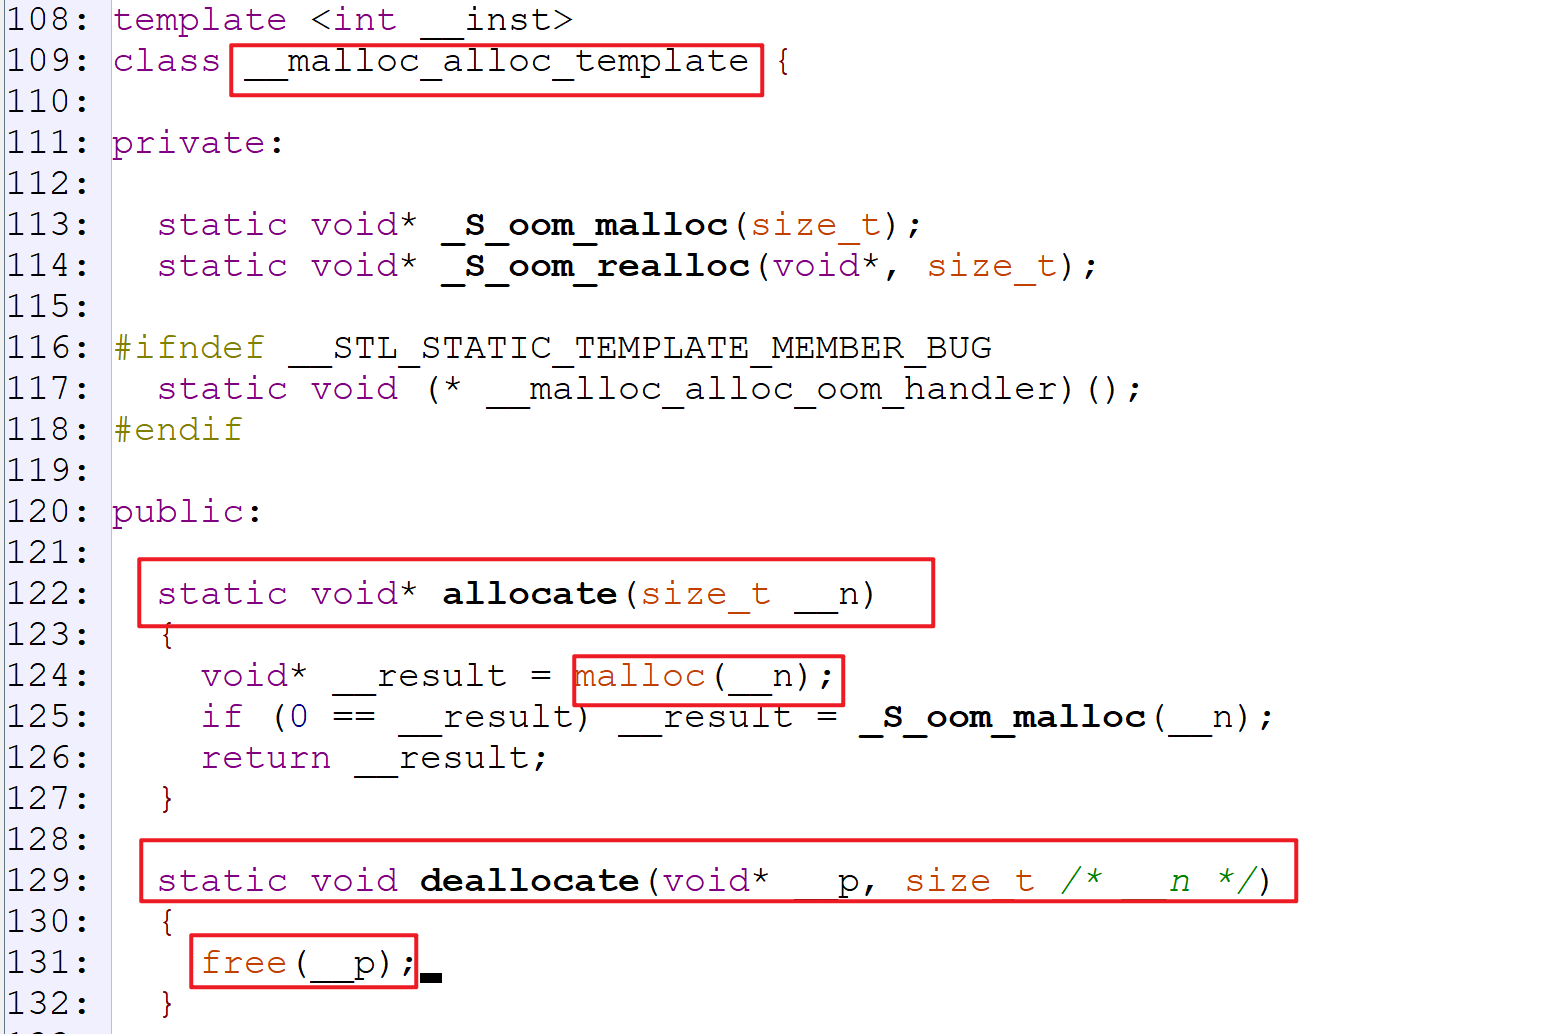 108: template <int __inst>
109: class __malloc_alloc_template {
110:
111: private:
112:
113:   static void* _S_oom_malloc(size_t);
114:   static void* _S_oom_realloc(void*, size_t);
115:
116: #ifndef __STL_STATIC_TEMPLATE_MEMBER_BUG
117:   static void (* __malloc_alloc_oom_handler)();
118: #endif
119:
120: public:
121:
122:   static void* allocate(size_t __n)
123:   {
124:     void* __result = malloc(__n);
125:     if (0 == __result) __result = _S_oom_malloc(__n);
126:     return __result;
127:   }
128:
129:   static void deallocate(void* __p, size_t /* __n */)
130:   {
131:     free(__p);
132:   }